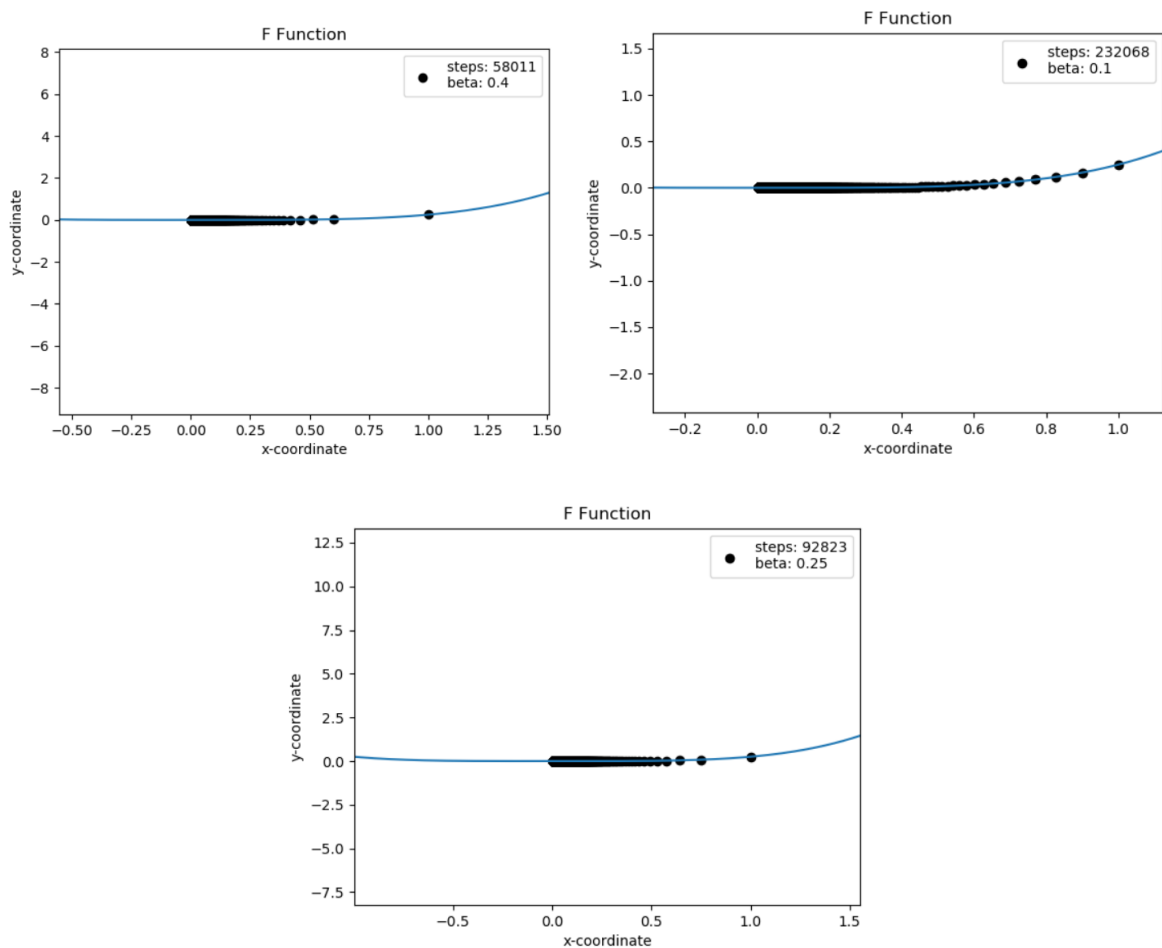 F Function
steps: 58011
beta: 0.4
8
6
4
2
0
−2
−4
−6
−8
y-coordinate
−0.50 −0.25 0.00 0.25 0.50 0.75 1.00 1.25 1.50
x-coordinate
F Function
steps: 232068
beta: 0.1
1.5
1.0
0.5
0.0
−0.5
−1.0
−1.5
−2.0
y-coordinate
−0.2 0.0 0.2 0.4 0.6 0.8 1.0
x-coordinate
F Function
steps: 92823
beta: 0.25
12.5
10.0
7.5
5.0
2.5
0.0
−2.5
−5.0
−7.5
y-coordinate
−0.5 0.0 0.5 1.0 1.5
x-coordinate